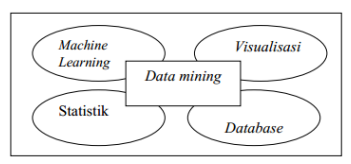 Machine
Learning
Visualisasi
Data mining
Statistik
Database